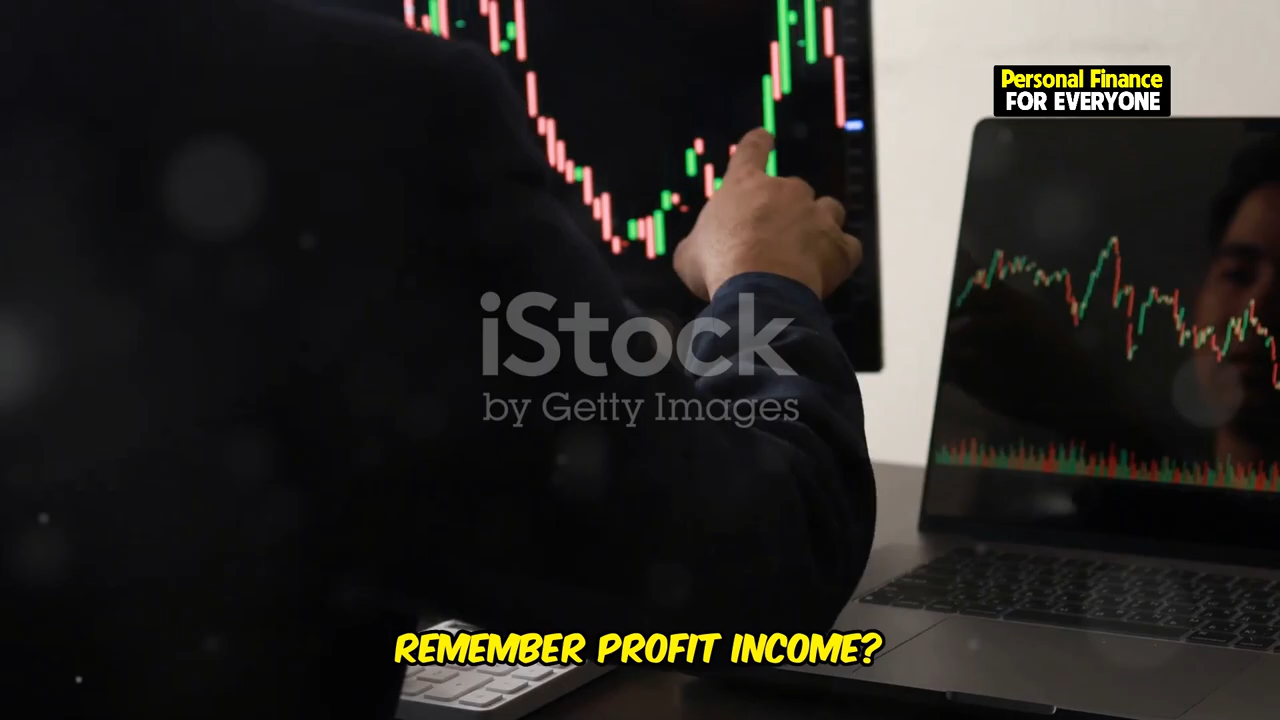 Personal Finance
FOR EVERYONE
iStock
by Getty Images
REMEMBER PROFIT INCOME?